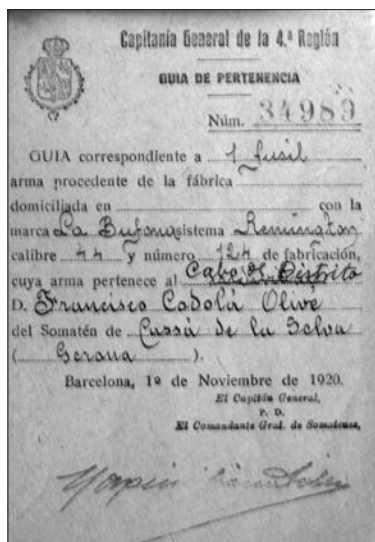 Capitanía General de la 4.ª Región
GUIA DE PERTENENCIA
Núm. 34989
GUIA correspondiente a 1 fusil
arma procedente de la fábrica
domiciliada en con la
marca La Bufona sistema Remington
calibre 44 y número 124 de fabricación,
cuya arma pertenece al Cabo de Distrito
D. Francisco Codolá Olivé
del Somatén de Cassá de la Selva
( Gerona ).
Barcelona, 1º de Noviembre de 1920.
El Capitán General,
P. D.
El Comandante Gral. de Somatenes,